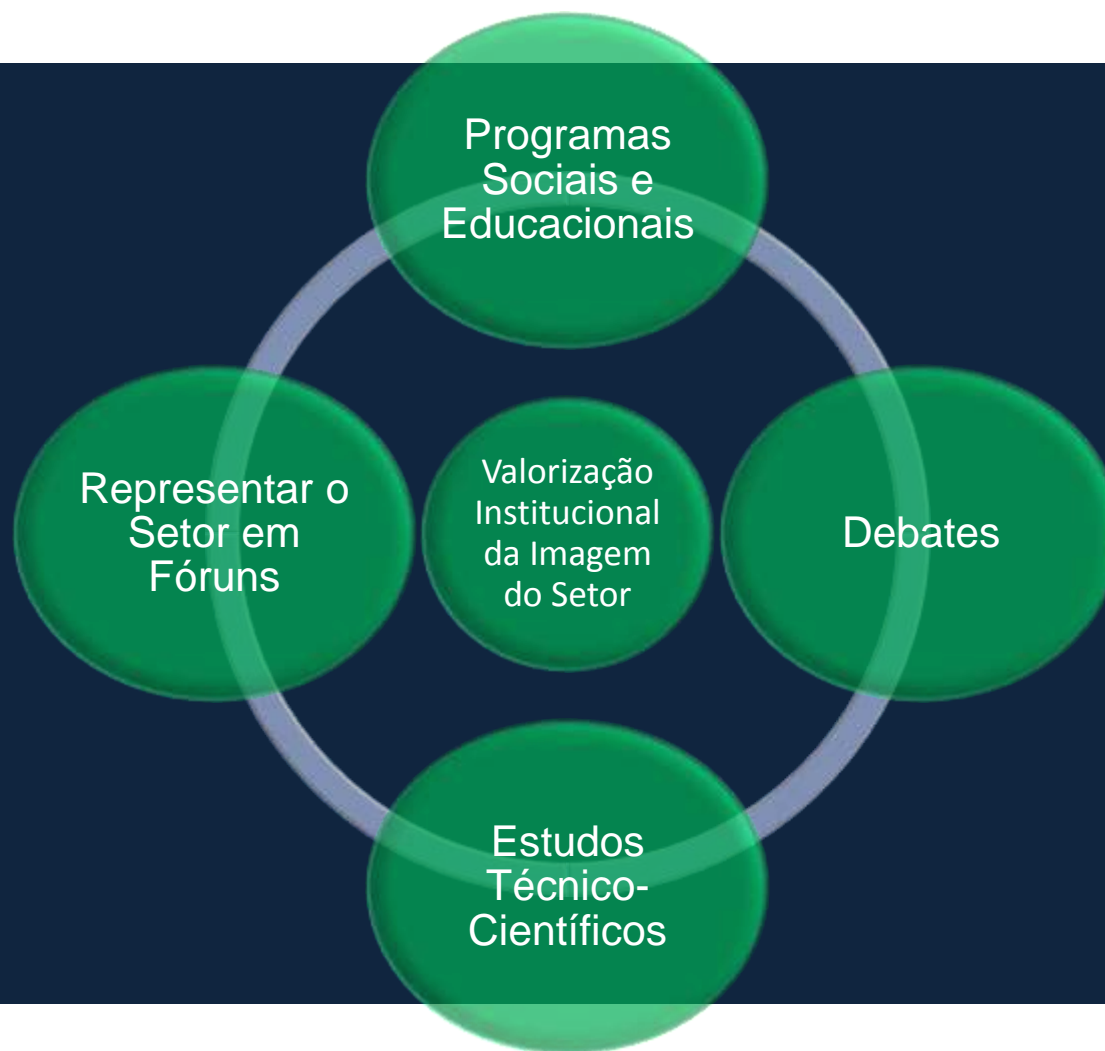 Programas
Sociais e
Educacionais
Representar o
Setor em
Fóruns
Valorização
Institucional
da Imagem
do Setor
Debates
Estudos
Técnico-
Científicos